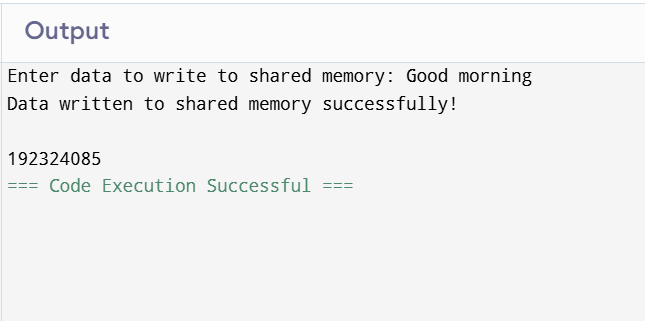 Output
Enter data to write to shared memory: Good morning
Data written to shared memory successfully!
192324085
=== Code Execution Successful ===